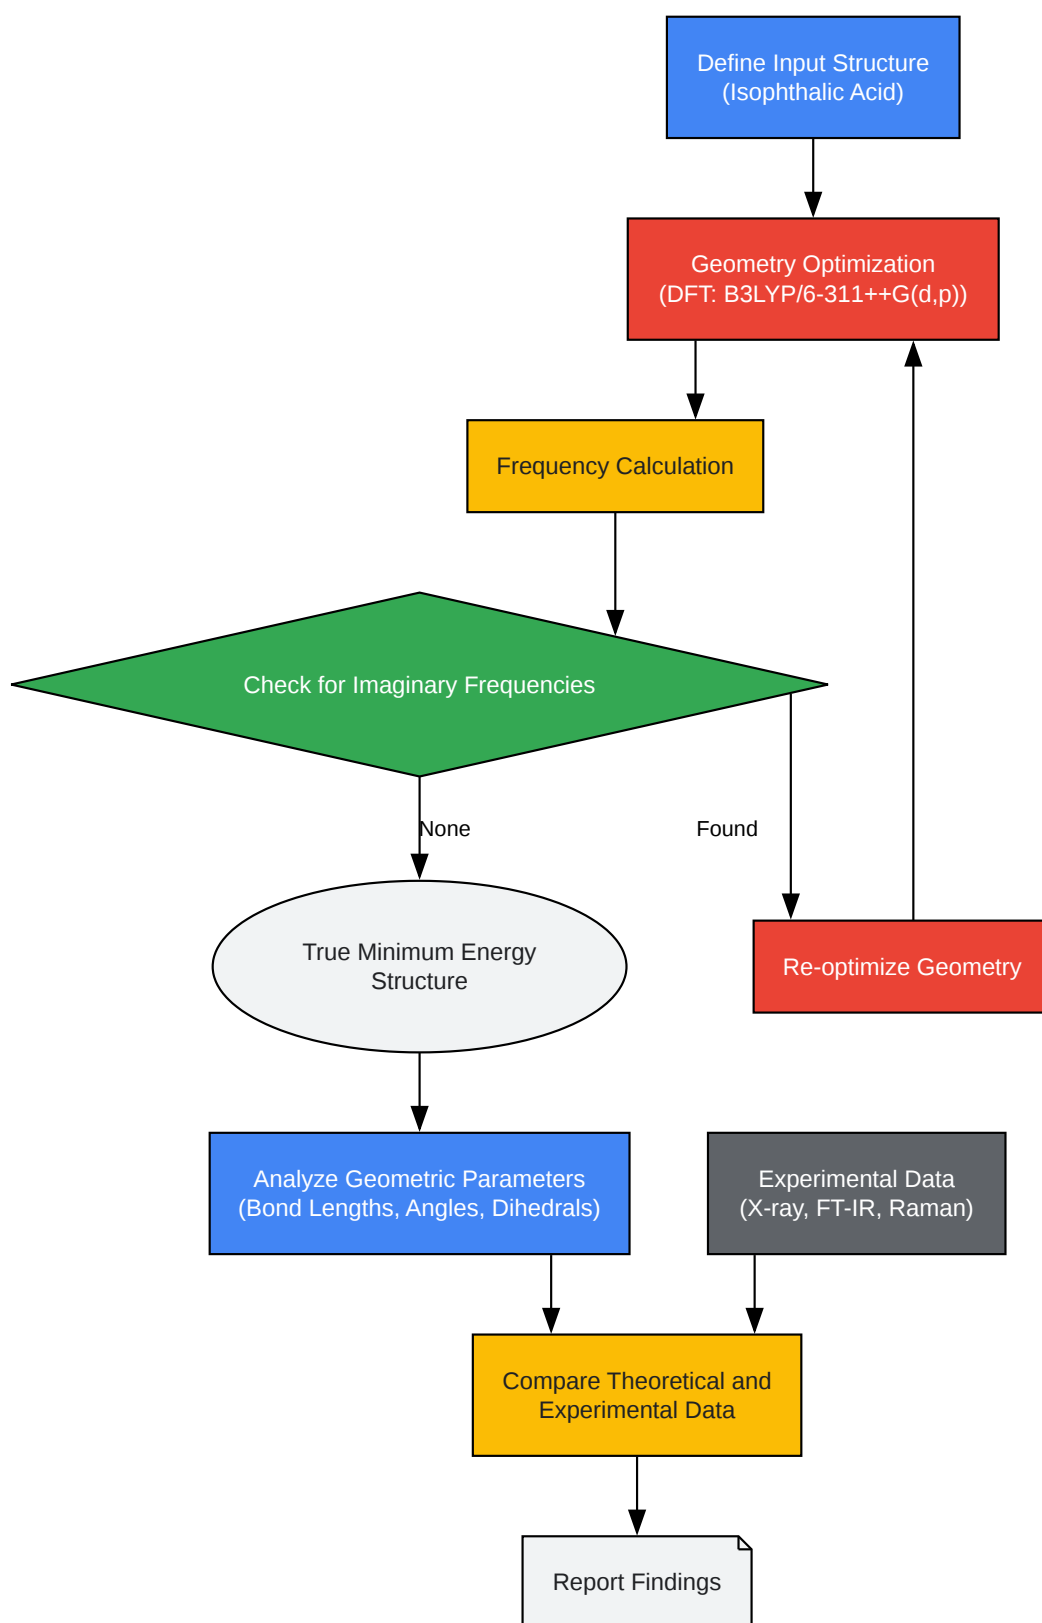 Define Input Structure
(Isophthalic Acid)
Geometry Optimization
(DFT: B3LYP/6-311++G(d,p))
Frequency Calculation
Check for Imaginary Frequencies
None
Found
True Minimum Energy
Structure
Re-optimize Geometry
Analyze Geometric Parameters
(Bond Lengths, Angles, Dihedrals)
Experimental Data
(X-ray, FT-IR, Raman)
Compare Theoretical and
Experimental Data
Report Findings